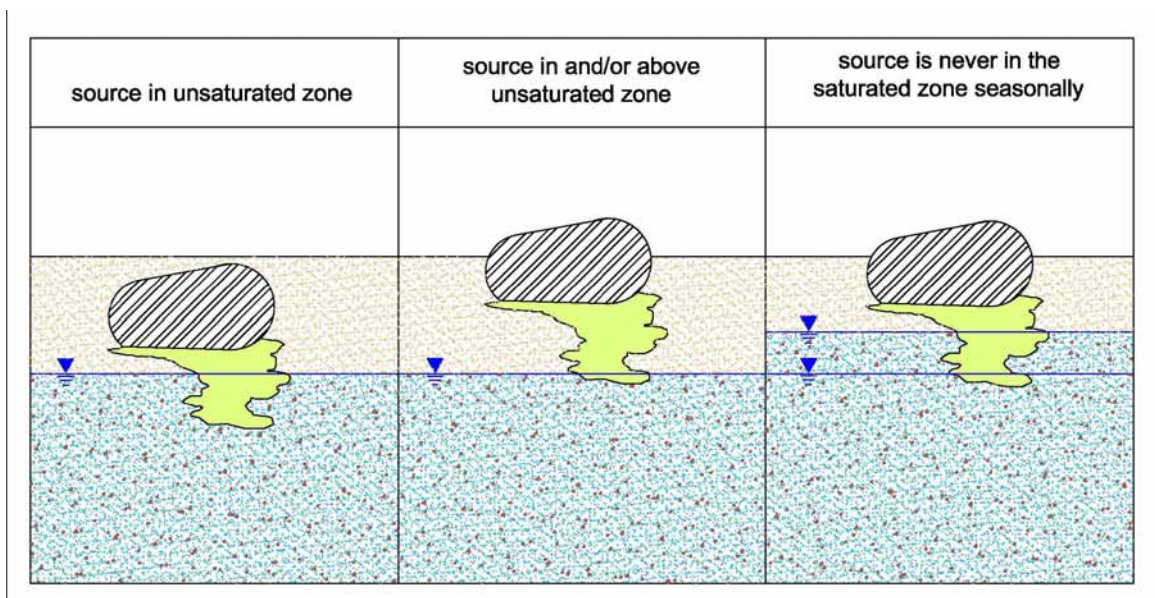 source in unsaturated zone
source in and/or above
unsaturated zone
source is never in the
saturated zone seasonally